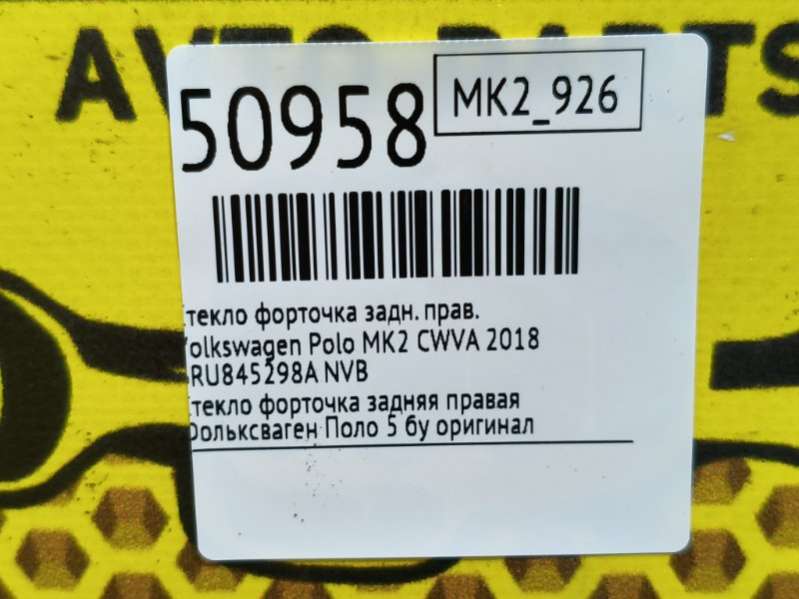 AVTO PARTS
50958
MK2_926
текло форточка задн. прав.
olkswagen Polo MK2 CWVA 2018
RU845298A NVB
текло форточка задняя правая
Фольксваген Поло 5 бу оригинал